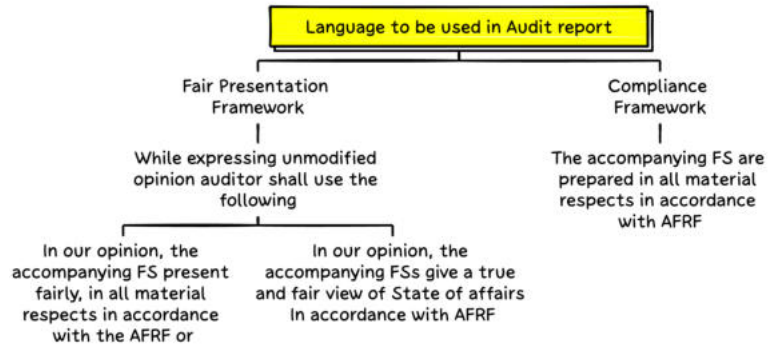 Language to be used in Audit report
Fair Presentation
Framework
While expressing unmodified
opinion auditor shall use the
following
In our opinion, the
accompanying FS present
fairly, in all material
respects in accordance
with the AFRF or
In our opinion, the
accompanying FSs give a true
and fair view of State of affairs
In accordance with AFRF
Compliance
Framework
The accompanying FS are
prepared in all material
respects in accordance
with AFRF